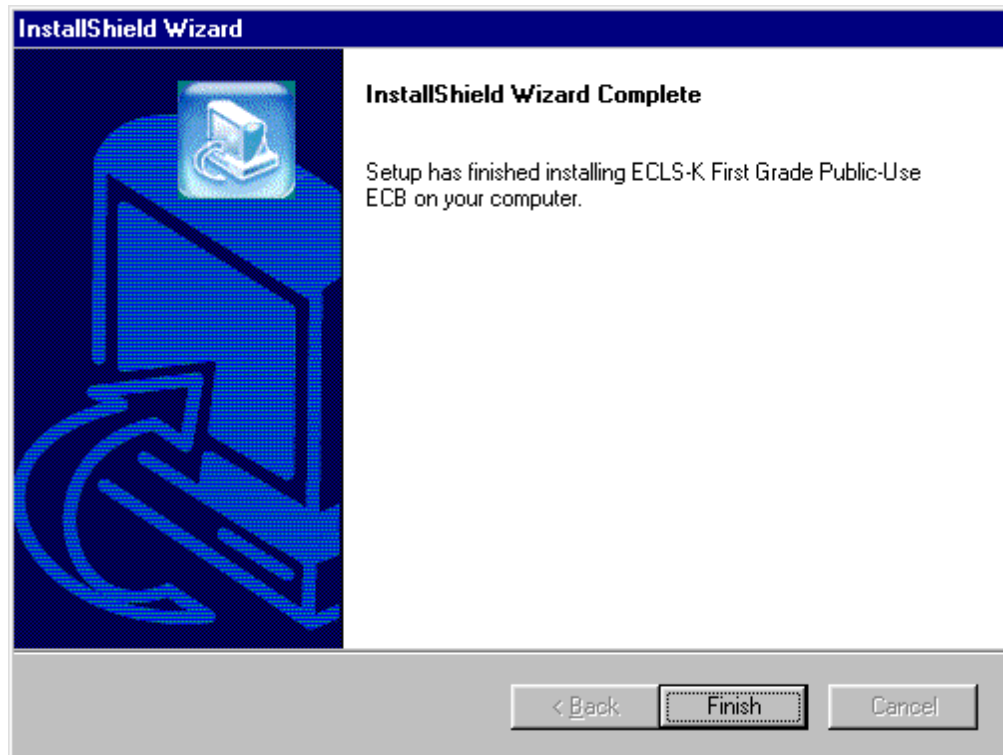 InstallShield Wizard
InstallShield Wizard Complete
Setup has finished installing ECLS-K First Grade Public-Use
ECB on your computer.
< Back Finish Cancel